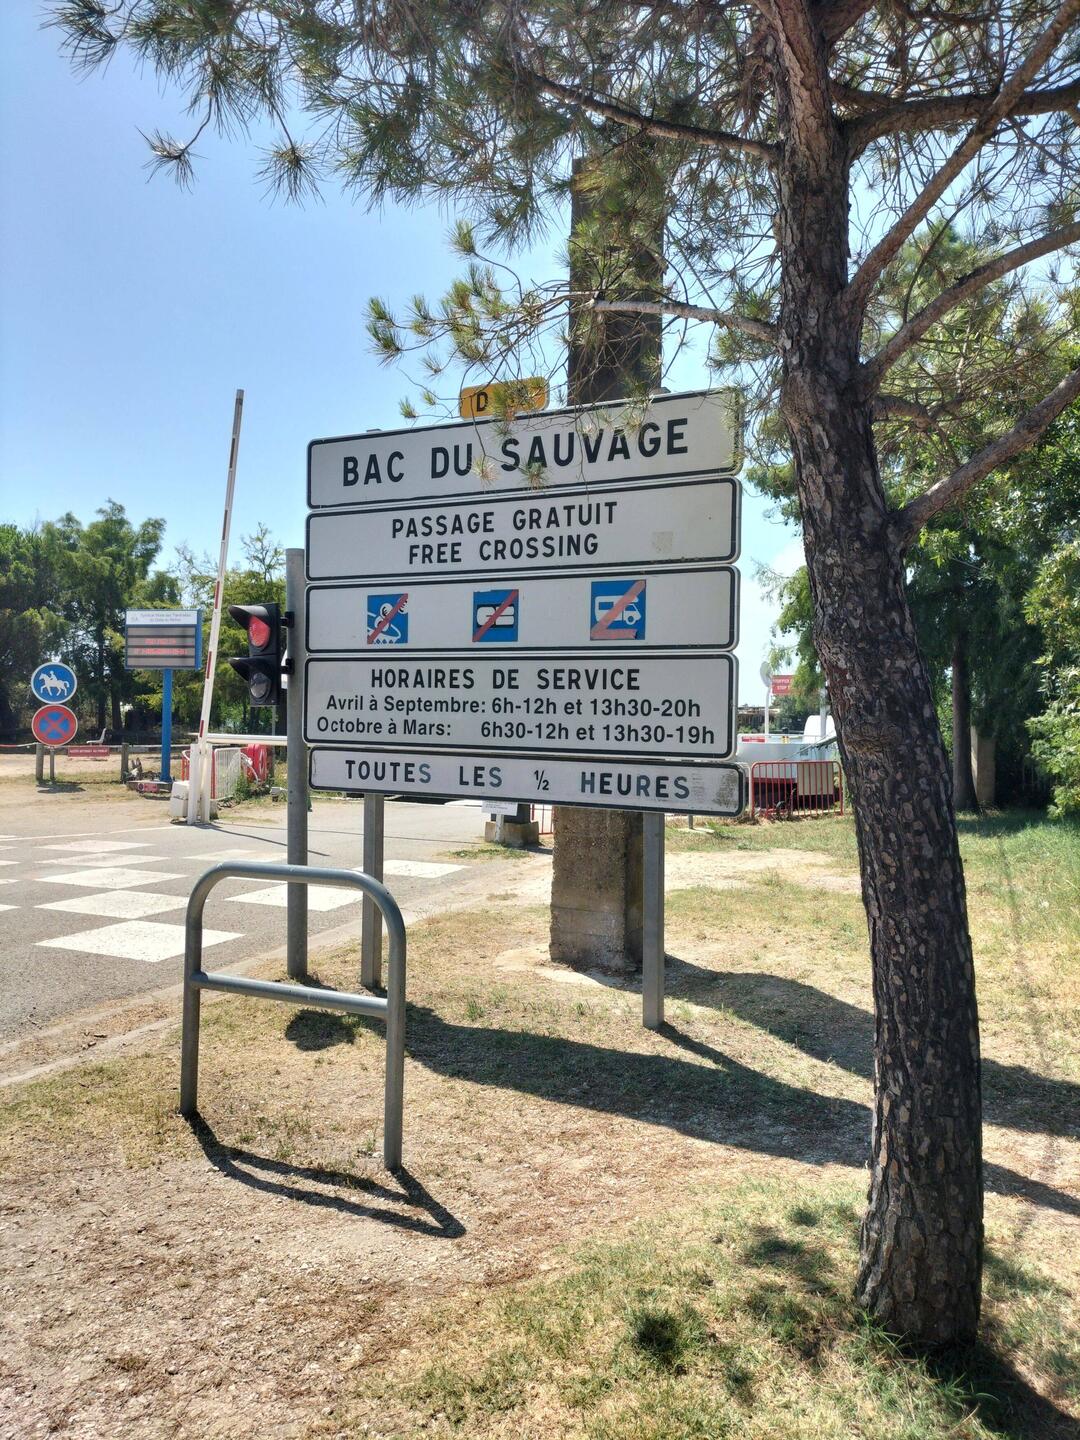 D
BAC DU SAUVAGE
PASSAGE GRATUIT
FREE CROSSING
HORAIRES DE SERVICE
Avril à Septembre: 6h-12h et 13h30-20h
Octobre à Mars: 6h30-12h et 13h30-19h
TOUTES LES ½ HEURES